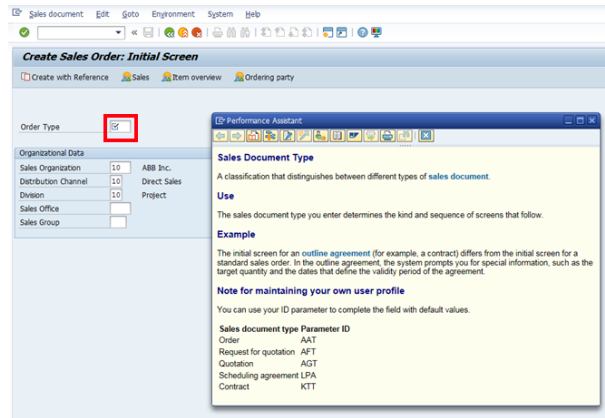 Sales document Edit Goto Environment System Help
Create Sales Order: Initial Screen
Create with Reference Sales Item overview Ordering party
Order Type
Organizational Data
Sales Organization 10 ABB Inc.
Distribution Channel 10 Direct Sales
Division 10 Project
Sales Office
Sales Group
Performance Assistant
Sales Document Type
A classification that distinguishes between different types of sales document.
Use
The sales document type you enter determines the kind and sequence of screens that follow.
Example
The initial screen for an outline agreement (for example, a contract) differs from the initial screen for a
standard sales order. In the outline agreement, the system prompts you for special information, such as the
target quantity and the dates that define the validity period of the agreement.
Note for maintaining your own user profile
You can use your ID parameter to complete the field with default values.
Sales document type Parameter ID
Order AAT
Request for quotation AFT
Quotation AGT
Scheduling agreement LPA
Contract KTT